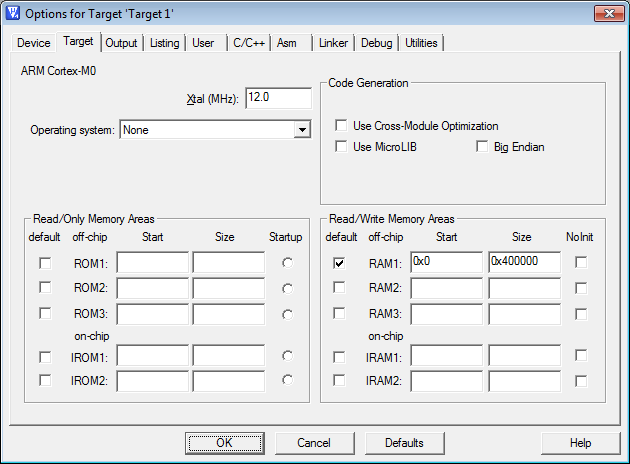 Options for Target 'Target 1'
Device Target Output Listing User C/C++ Asm Linker Debug Utilities
ARM Cortex-M0
Xtal (MHz): 12.0
Operating system: None
Code Generation
Use Cross-Module Optimization
Use MicroLIB Big Endian
Read/Only Memory Areas
default off-chip Start Size Startup
ROM1:
ROM2:
ROM3:
on-chip
IROM1:
IROM2:
Read/Write Memory Areas
default off-chip Start Size NoInit
RAM1: 0x0 0x400000
RAM2:
RAM3:
on-chip
IRAM1:
IRAM2:
OK Cancel Defaults Help